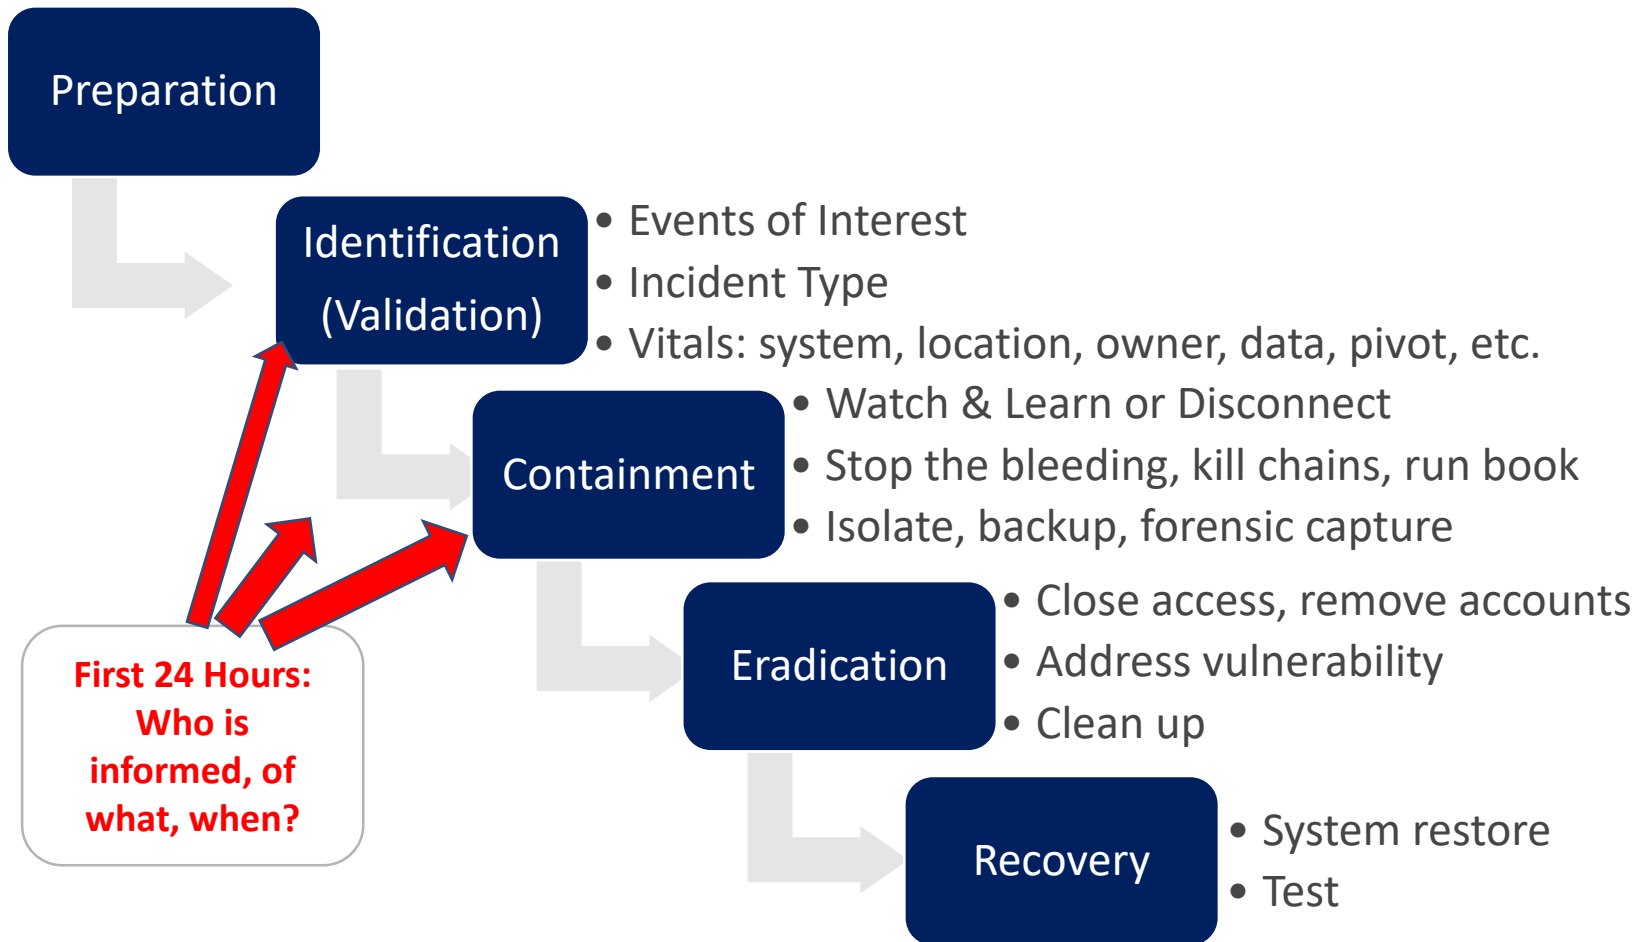 Preparation
Identification
(Validation)
• Events of Interest
• Incident Type
• Vitals: system, location, owner, data, pivot, etc.
Containment
• Watch & Learn or Disconnect
• Stop the bleeding, kill chains, run book
• Isolate, backup, forensic capture
First 24 Hours:
Who is
informed, of
what, when?
Eradication
• Close access, remove accounts
• Address vulnerability
• Clean up
Recovery
• System restore
• Test